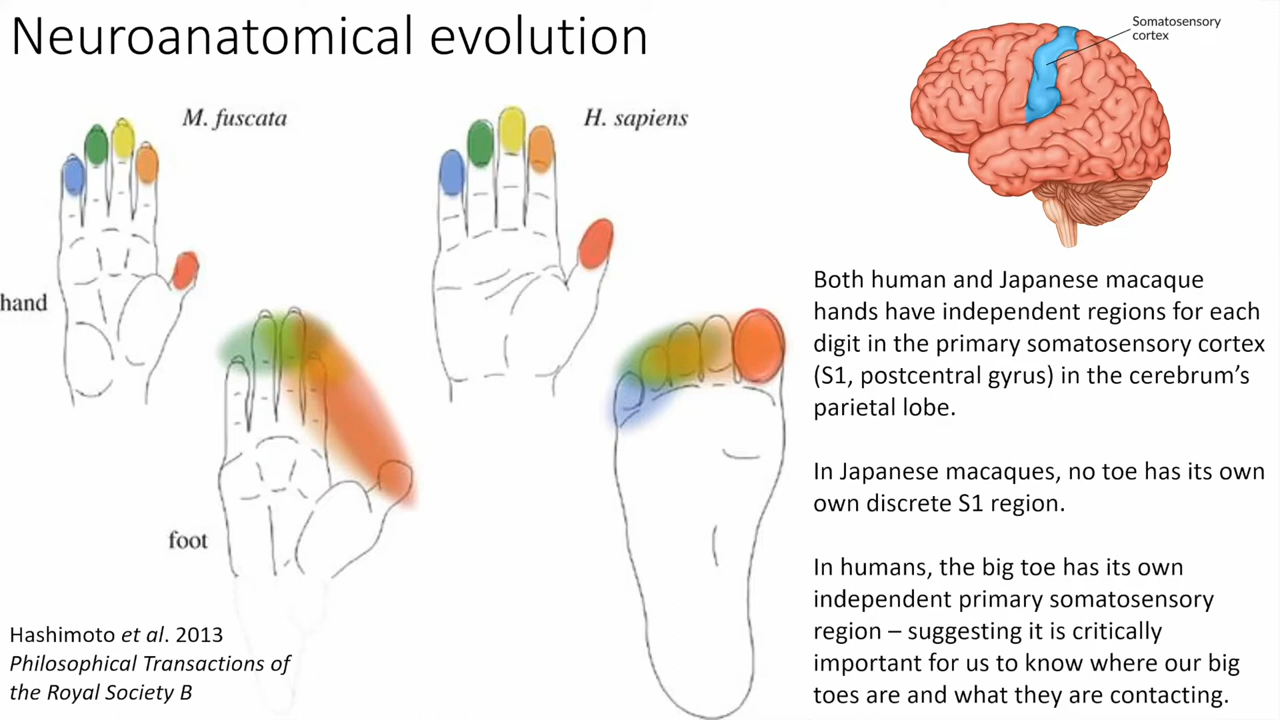 Neuroanatomical evolution
Somatosensory
cortex
M. fuscata
H. sapiens
hand
foot
Both human and Japanese macaque
hands have independent regions for each
digit in the primary somatosensory cortex
(S1, postcentral gyrus) in the cerebrum’s
parietal lobe.
In Japanese macaques, no toe has its own
own discrete S1 region.
In humans, the big toe has its own
independent primary somatosensory
region – suggesting it is critically
important for us to know where our big
toes are and what they are contacting.
Hashimoto et al. 2013
Philosophical Transactions of
the Royal Society B